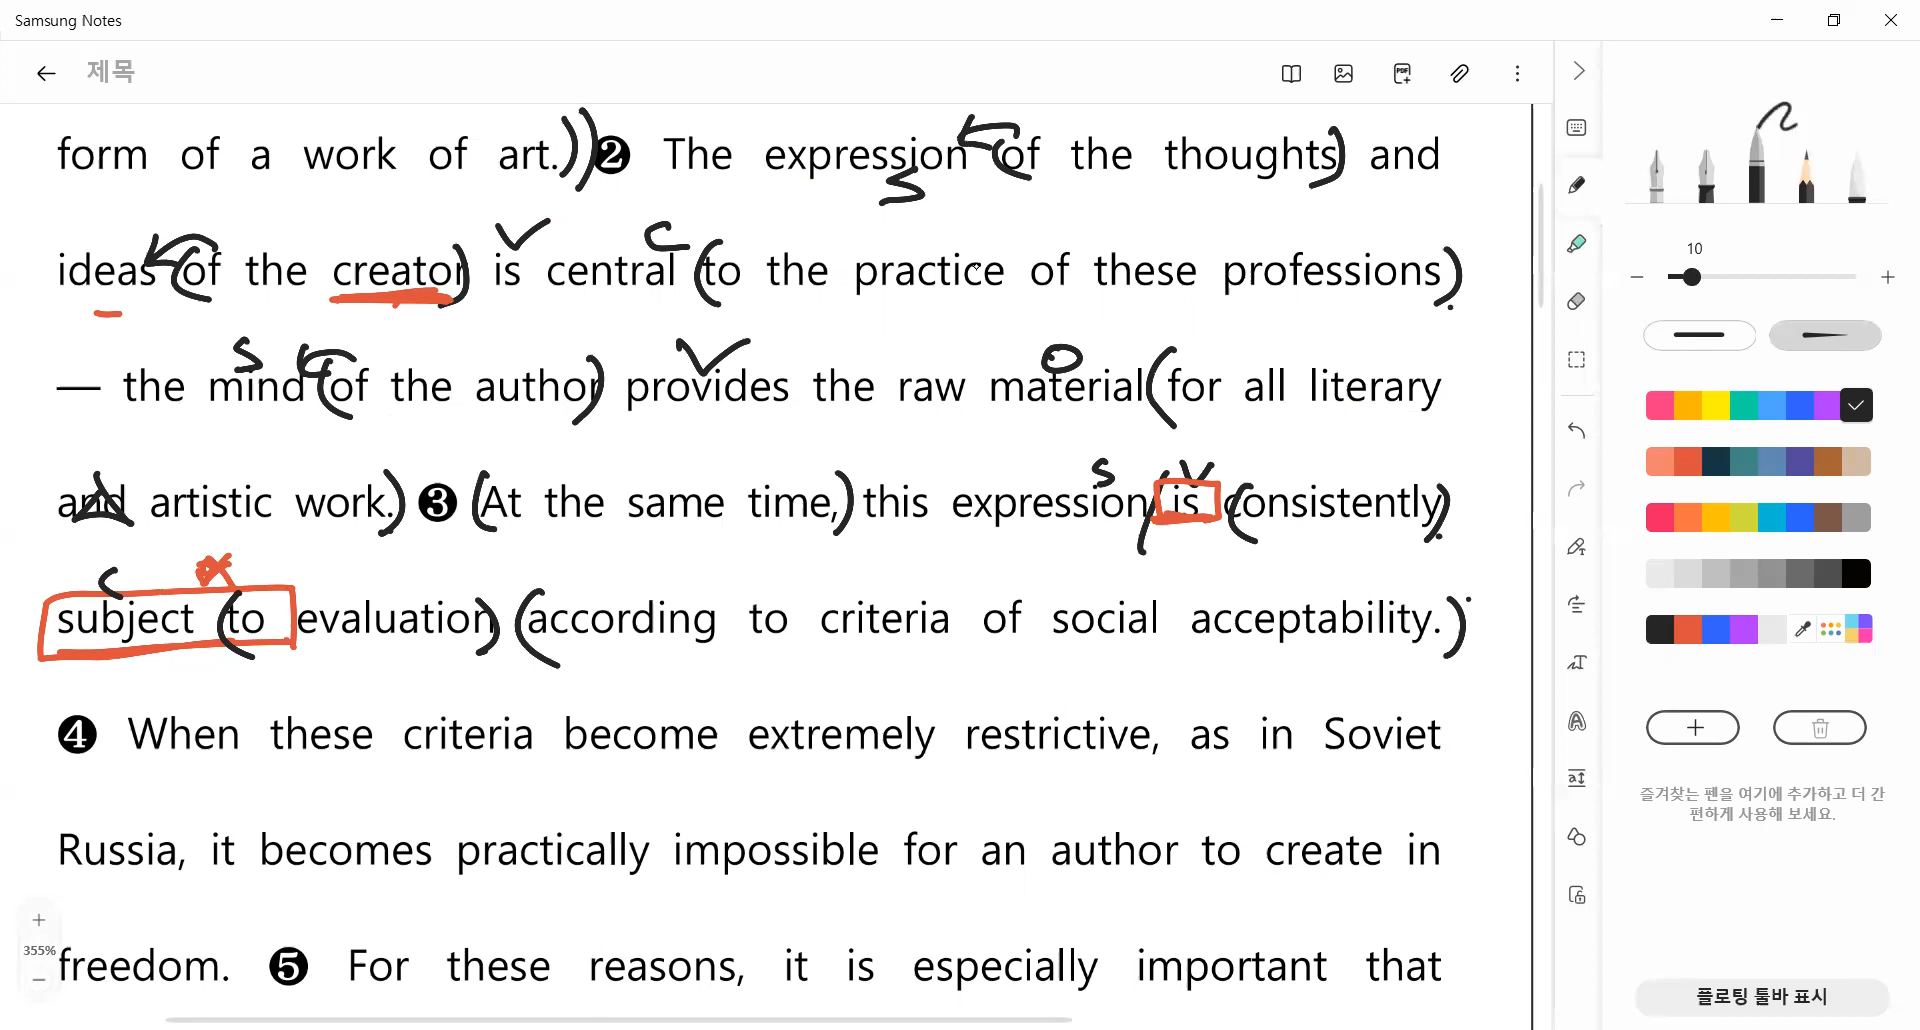 Samsung Notes
제목
form of a work of art.)) ❷ The expression (of the thoughts) and
S
ideas (of the creator) is central (to the practice of these professions)
V C
— the mind (of the author) provides the raw material (for all literary
S V O
and artistic work.) ❸ (At the same time,) this expression / is (consistently)
S V
subject (to evaluation) (according to criteria of social acceptability.)
C
❹ When these criteria become extremely restrictive, as in Soviet
Russia, it becomes practically impossible for an author to create in
freedom. ❺ For these reasons, it is especially important that
355%
PDF
10
즐겨찾는 펜을 여기에 추가하고 더 간
편하게 사용해 보세요.
플로팅 툴바 표시